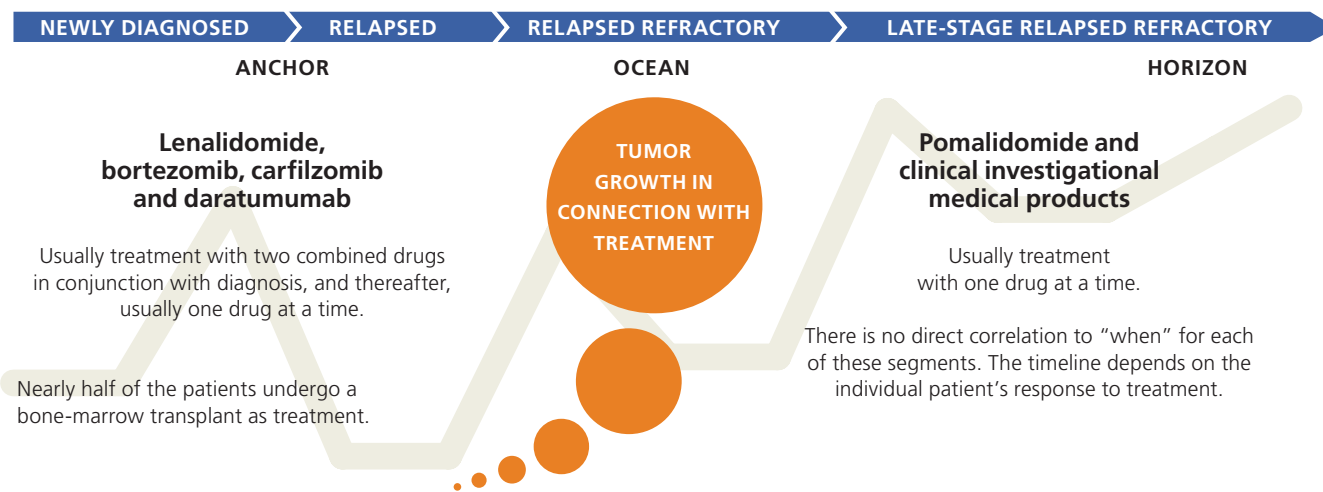 NEWLY DIAGNOSED
RELAPSED
RELAPSED REFRACTORY
LATE-STAGE RELAPSED REFRACTORY
ANCHOR
OCEAN
HORIZON
Lenalidomide,
bortezomib, carfilzomib
and daratumumab
Usually treatment with two combined drugs
in conjunction with diagnosis, and thereafter,
usually one drug at a time.
Nearly half of the patients undergo a
bone-marrow transplant as treatment.
TUMOR
GROWTH IN
CONNECTION WITH
TREATMENT
Pomalidomide and
clinical investigational
medical products
Usually treatment
with one drug at a time.
There is no direct correlation to “when” for each
of these segments. The timeline depends on the
individual patient’s response to treatment.